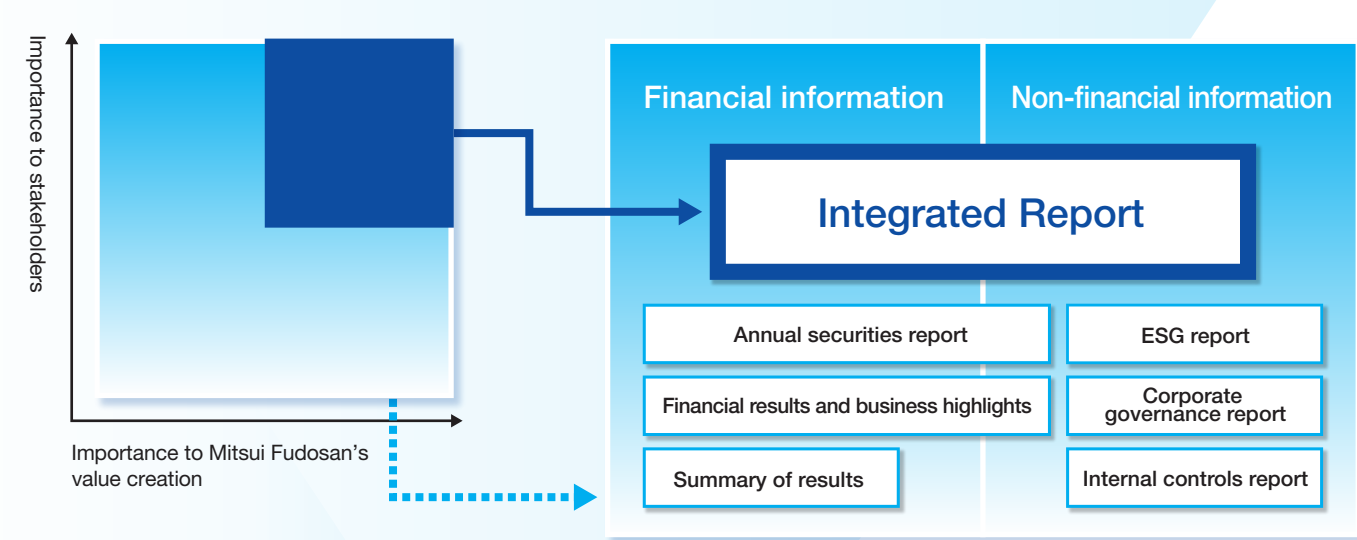 Importance to stakeholders
Importance to Mitsui Fudosan’s
value creation
Financial information
Non-financial information
Integrated Report
Annual securities report
ESG report
Financial results and business highlights
Corporate
governance report
Summary of results
Internal controls report